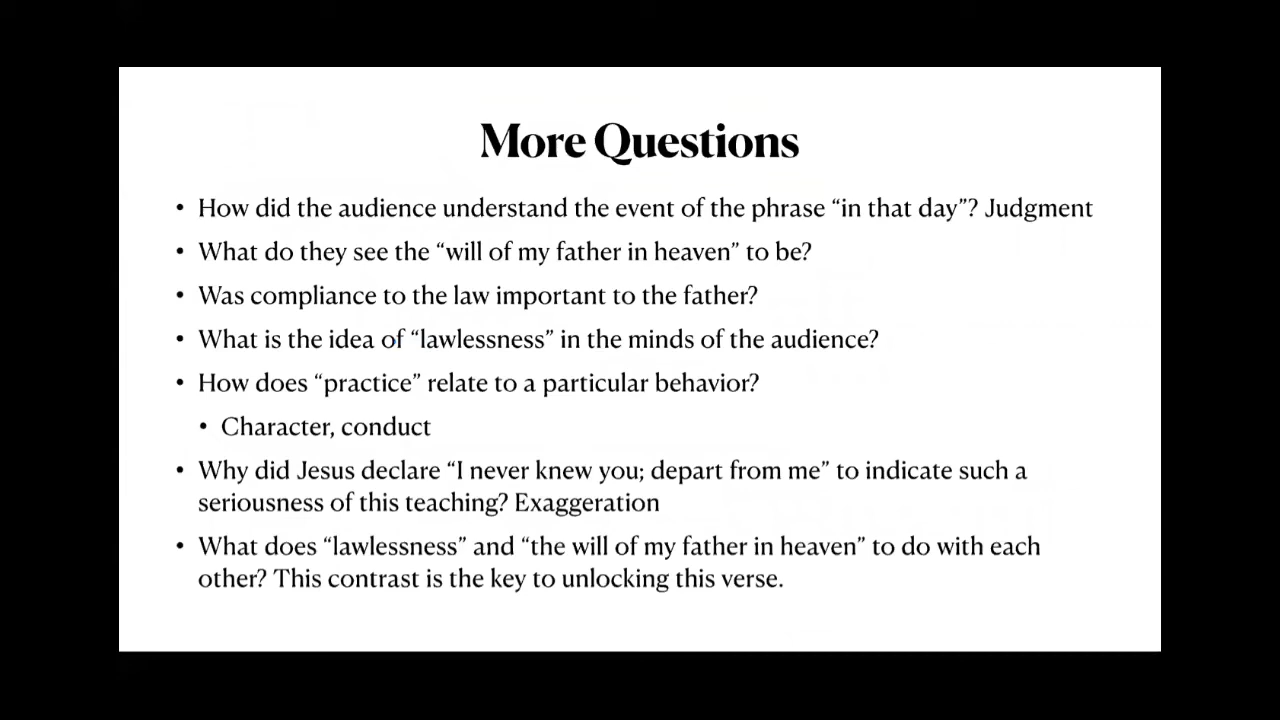 More Questions
• How did the audience understand the event of the phrase “in that day”? Judgment
• What do they see the “will of my father in heaven” to be?
• Was compliance to the law important to the father?
• What is the idea of “lawlessness” in the minds of the audience?
• How does “practice” relate to a particular behavior?
• Character, conduct
• Why did Jesus declare “I never knew you; depart from me” to indicate such a
seriousness of this teaching? Exaggeration
• What does “lawlessness” and “the will of my father in heaven” to do with each
other? This contrast is the key to unlocking this verse.